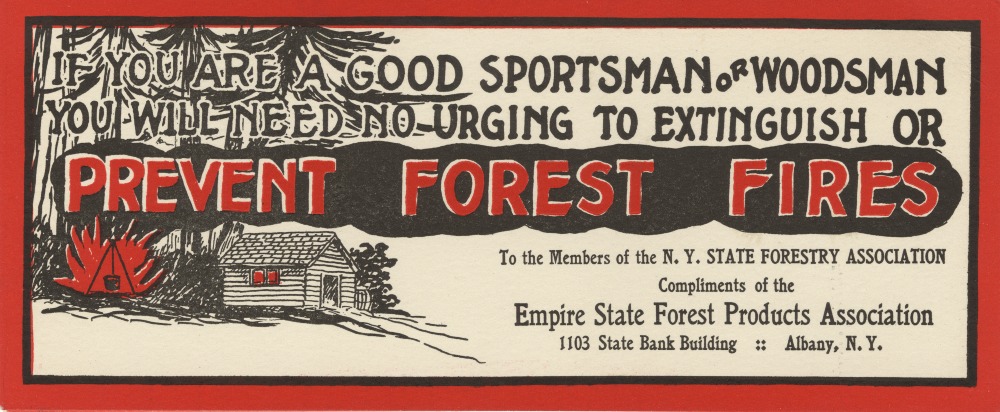 IF YOU ARE A GOOD SPORTSMAN OR WOODSMAN
YOU WILL NEED NO URGING TO EXTINGUISH OR
PREVENT FOREST FIRES
To the Members of the N. Y. STATE FORESTRY ASSOCIATION
Compliments of the
Empire State Forest Products Association
1103 State Bank Building :: Albany, N. Y.